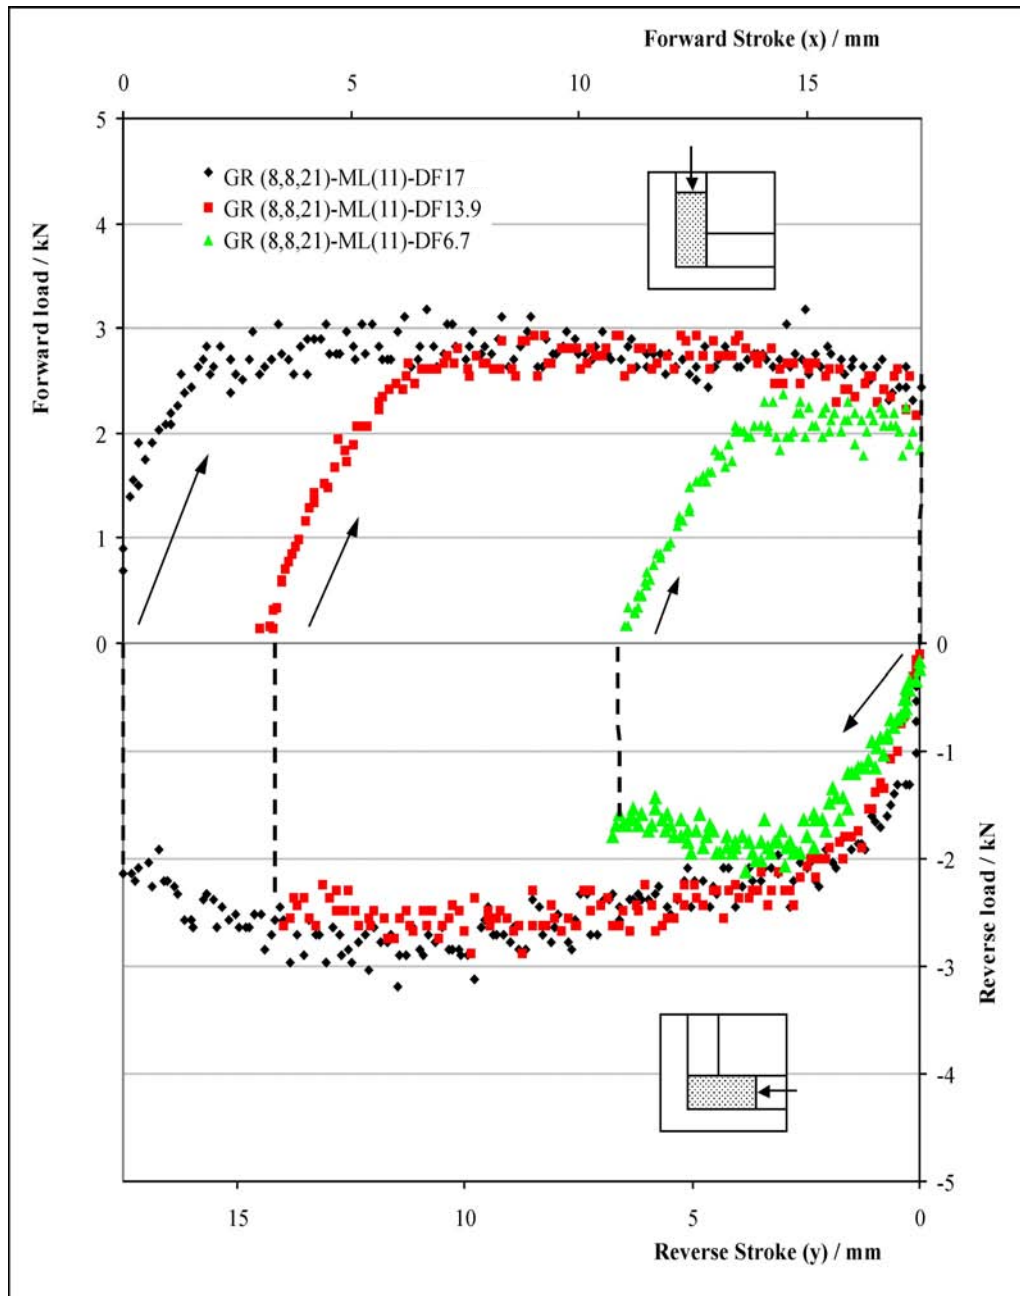 Forward Stroke (x) / mm
0 5 10 15
5
4
3
2
1
0
Forward load / kN
GR (8,8,21)-ML(11)-DF17
GR (8,8,21)-ML(11)-DF13.9
GR (8,8,21)-ML(11)-DF6.7
0
-1
-2
-3
-4
-5
Reverse load / kN
15 10 5 0
Reverse Stroke (y) / mm